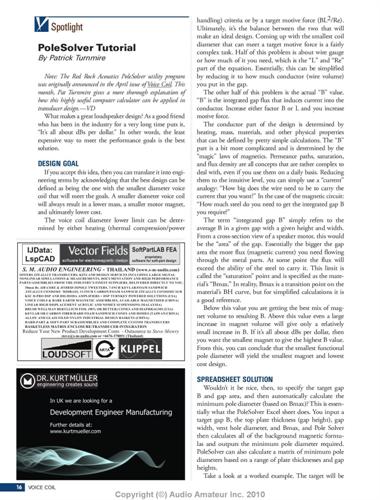 Spotlight
PoleSolver Tutorial
By Patrick Turnmire
Note: The Red Rock Acoustics PoleSolver utility program
was originally announced in the April issue of Voice Coil. This
month, Pat Turnmire gives a more thorough explanation of
how this highly useful computer calculator can be applied to
transducer design.—VD
What makes a great loudspeaker design? As a good friend
who has been in the industry for a very long time puts it,
"It's all about dBs per dollar." In other words, the least
expensive way to meet the performance goals is the best
solution.
DESIGN GOAL
If you accept this idea, then you can translate it into engi-
neering terms by acknowledging that the best design can be
defined as being the one with the smallest diameter voice
coil that will meet the goals. A smaller diameter voice coil
will always result in a lower mass, a smaller motor magnet,
and ultimately lower cost.
The voice coil diameter lower limit can be deter-
mined by either heating (thermal compression/power
IJData:
LspCAD
Vector Fields
software for electromagnetic design
SoftPartLAB FEA
proprietary
software for soft part design
S. M. AUDIO ENGINEERING - THAILAND (www.s-m-audio.com)
Reduce Your New Product Development Costs - Outsource to Steve Mowry
LOUDSOFT
KLIPPEL
DR. KURT MÜLLER
engineering creates sound
In UK we are looking for a
Development Engineer Manufacturing
Further details at:
www.kurtmueller.com
handling) criteria or by a target motive force (BL²/Re).
Ultimately, it's the balance between the two that will
make an ideal design. Coming up with the smallest coil
diameter that can meet a target motive force is a fairly
complex task. Half of this problem is about wire gauge
or how much of it you need, which is the "L" and "Re"
part of the equation. Essentially, this can be simplified
by reducing it to how much conductor (wire volume)
you put in the gap.
The other half of this problem is the actual "B" value.
"B" is the integrated gap flux that induces current into the
conductor. Increase either factor B or L and you increase
motive force.
The conductor part of the design is determined by
heating, mass, materials, and other physical properties
that can be defined by pretty simple calculations. The "B"
part is a bit more complicated and is determined by the
"magic" laws of magnetics. Permeance paths, saturation,
and flux density are all concepts that are rather complex to
deal with, even if you use them on a daily basis. Reducing
them to the intuitive level, you can simply use a "current"
analogy: "How big does the wire need to be to carry the
current that you want?" In the case of the magnetic circuit:
"How much steel do you need to get the integrated gap B
you require?"
The term "integrated gap B" simply refers to the
average B in a given gap with a given height and width.
From a cross-section view of a speaker motor, this would
be the "area" of the gap. Essentially the bigger the gap
area the more flux (magnetic current) you need flowing
through the metal parts. At some point the flux will
exceed the ability of the steel to carry it. This limit is
called the "saturation" point and is specified as the mate-
rial's "Bmax." In reality, Bmax is a transition point on the
material's BH curve, but for simplified calculations it is
a good reference.
Below this value you are getting the best mix of mag-
net volume to resulting B. Above this value even a large
increase in magnet volume will give only a relatively
small increase in B. If it's all about dBs per dollar, then
you want the smallest magnet to give the highest B value.
From this, you can conclude that the smallest functional
pole diameter will yield the smallest magnet and lowest
cost design.
SPREADSHEET SOLUTION
Wouldn't it be nice, then, to specify the target gap
B and gap area, and then automatically calculate the
minimum pole diameter (based on Bmax)? This is essen-
tially what the PoleSolver Excel sheet does. You input a
target gap B, the top plate thickness (gap height), gap
width, vent hole diameter, and Bmax, and Pole Solver
then calculates all of the background magnetic formu-
las and outputs the minimum pole diameter required.
PoleSolver can also calculate a matrix of minimum pole
diameters based on a range of plate thicknesses and gap
heights.
Take a look at a worked example. The target will be
16 VOICE COIL
Copyright (©) Audio Amateur Inc. 2010